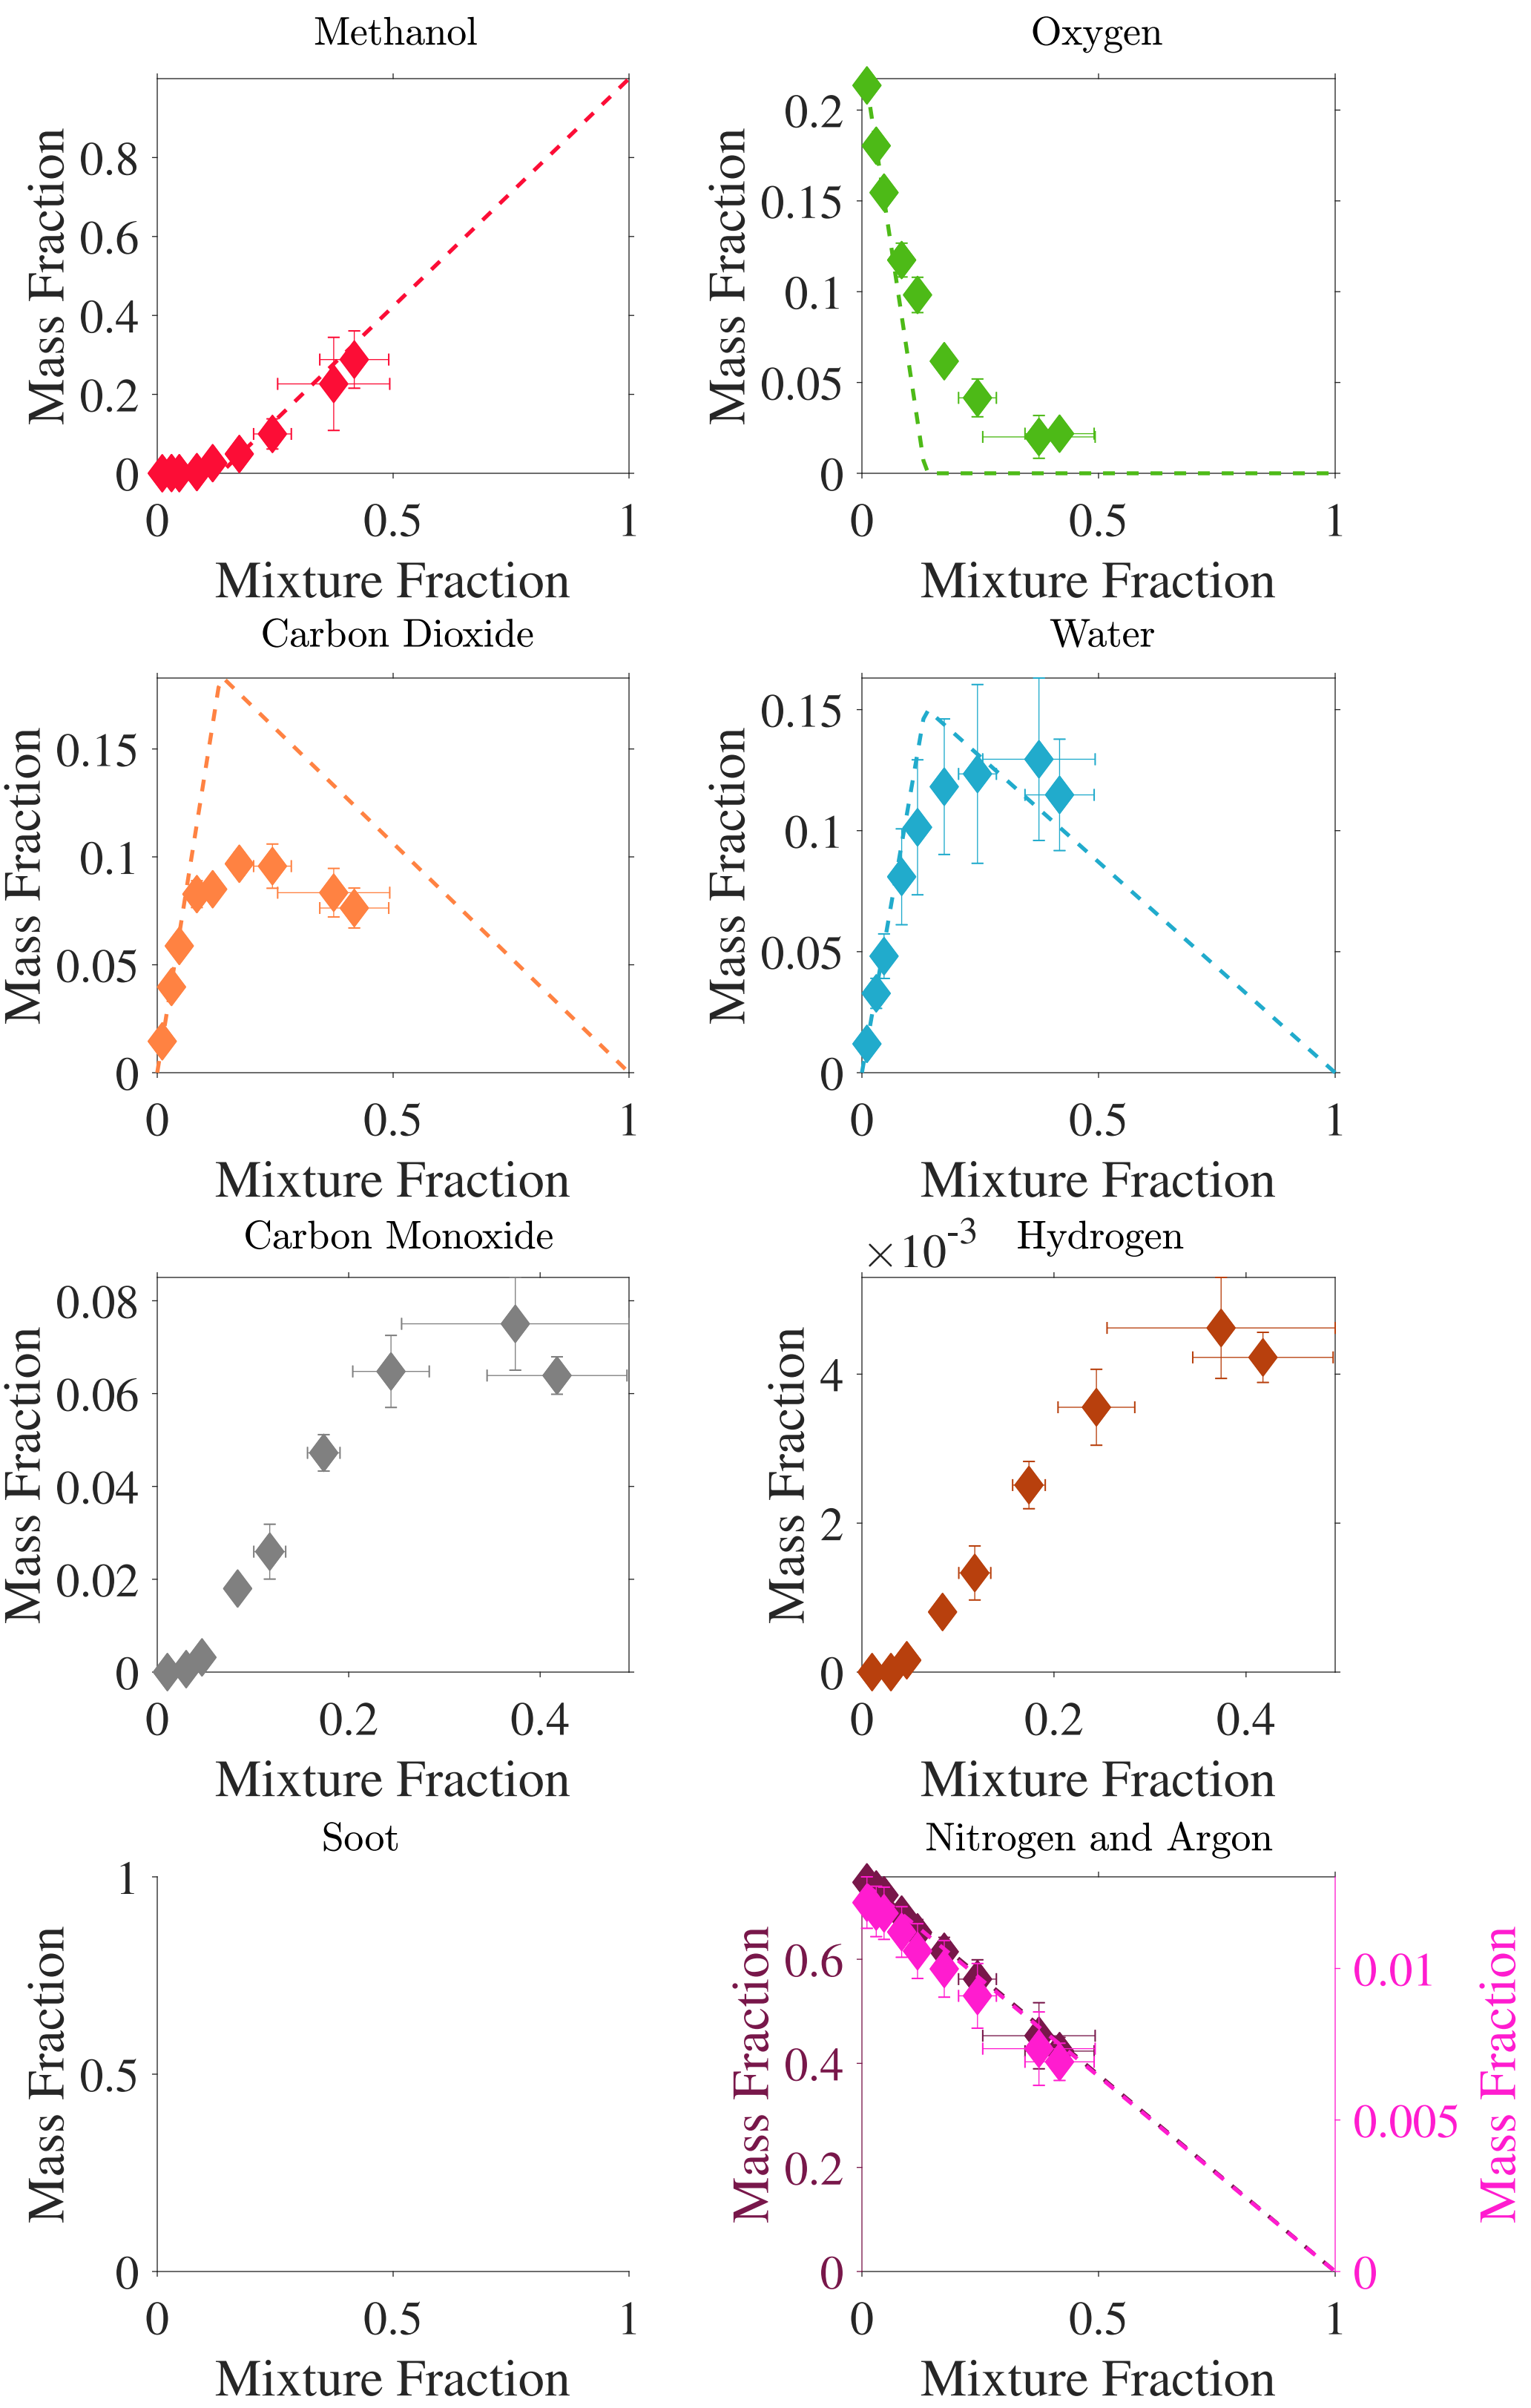 Methanol
Mass Fraction
0.8
0.6
0.4
0.2
0
0 0.5 1
Mixture Fraction
Oxygen
Mass Fraction
0.2
0.15
0.1
0.05
0
0 0.5 1
Mixture Fraction
Carbon Dioxide
Mass Fraction
0.15
0.1
0.05
0
0 0.5 1
Mixture Fraction
Water
Mass Fraction
0.15
0.1
0.05
0
0 0.5 1
Mixture Fraction
Carbon Monoxide
Mass Fraction
0.08
0.06
0.04
0.02
0
0 0.2 0.4
Mixture Fraction
×10-3 Hydrogen
Mass Fraction
4
2
0
0 0.2 0.4
Mixture Fraction
Soot
Mass Fraction
1
0.5
0
0 0.5 1
Mixture Fraction
Nitrogen and Argon
Mass Fraction
0.6
0.4
0.2
0
0.01
0.005
0
Mass Fraction
0 0.5 1
Mixture Fraction